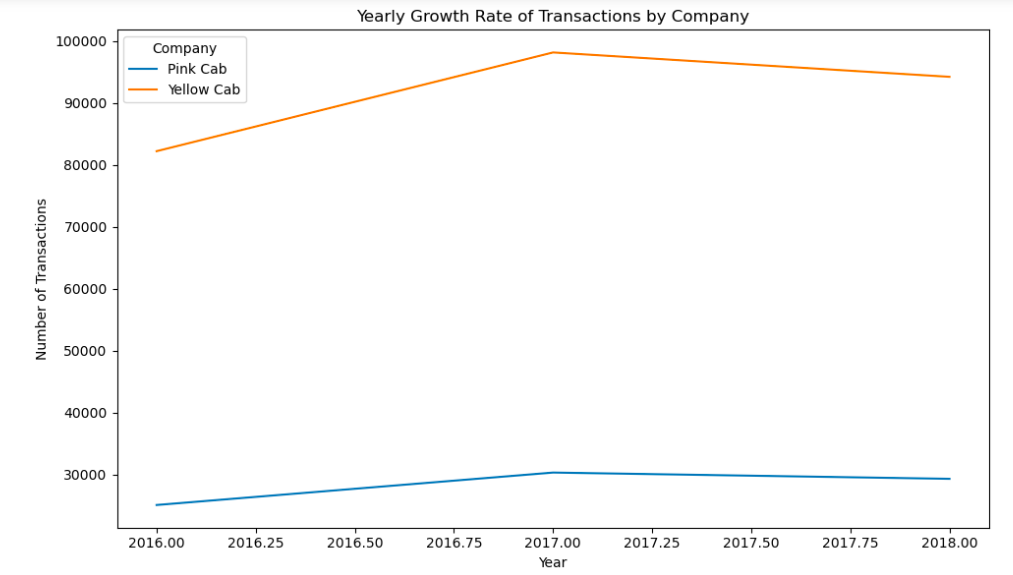 Yearly Growth Rate of Transactions by Company
Company
Pink Cab
Yellow Cab
100000
90000
80000
70000
60000
50000
40000
30000
Number of Transactions
2016.00 2016.25 2016.50 2016.75 2017.00 2017.25 2017.50 2017.75 2018.00
Year